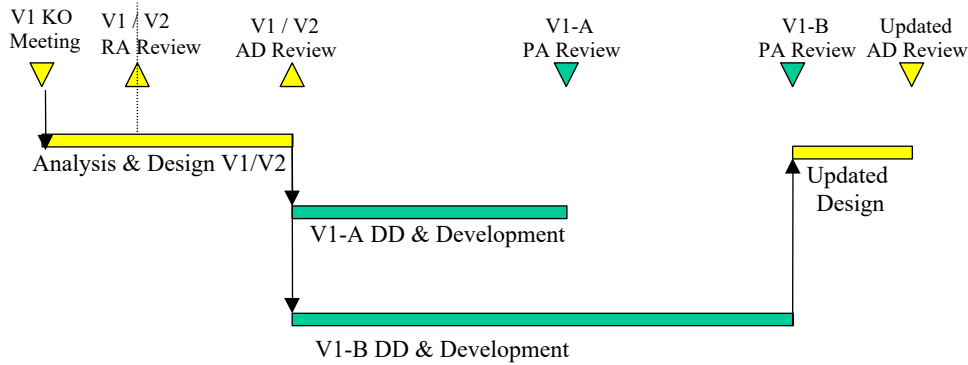 V1 KO
Meeting
V1 / V2
RA Review
V1 / V2
AD Review
V1-A
PA Review
V1-B
PA Review
Updated
AD Review
Analysis & Design V1/V2
Updated
Design
V1-A DD & Development
V1-B DD & Development